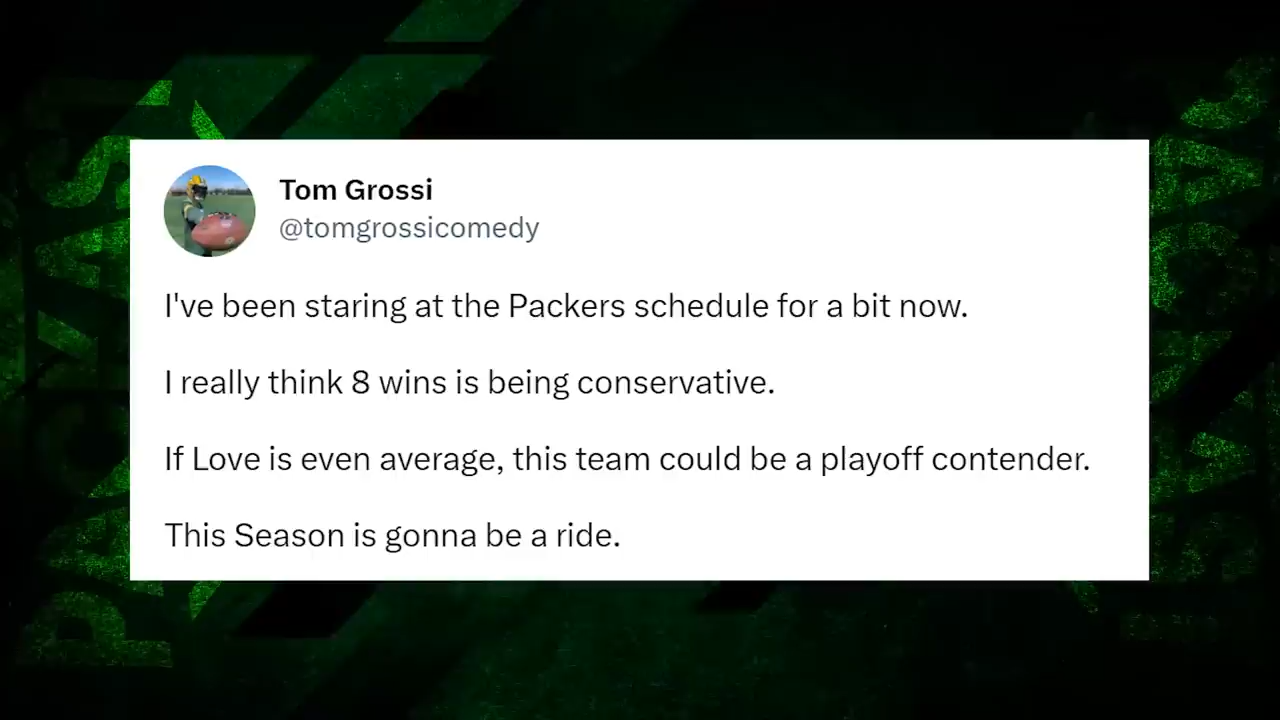 Tom Grossi
@tomgrossicomedy
I've been staring at the Packers schedule for a bit now.
I really think 8 wins is being conservative.
If Love is even average, this team could be a playoff contender.
This Season is gonna be a ride.